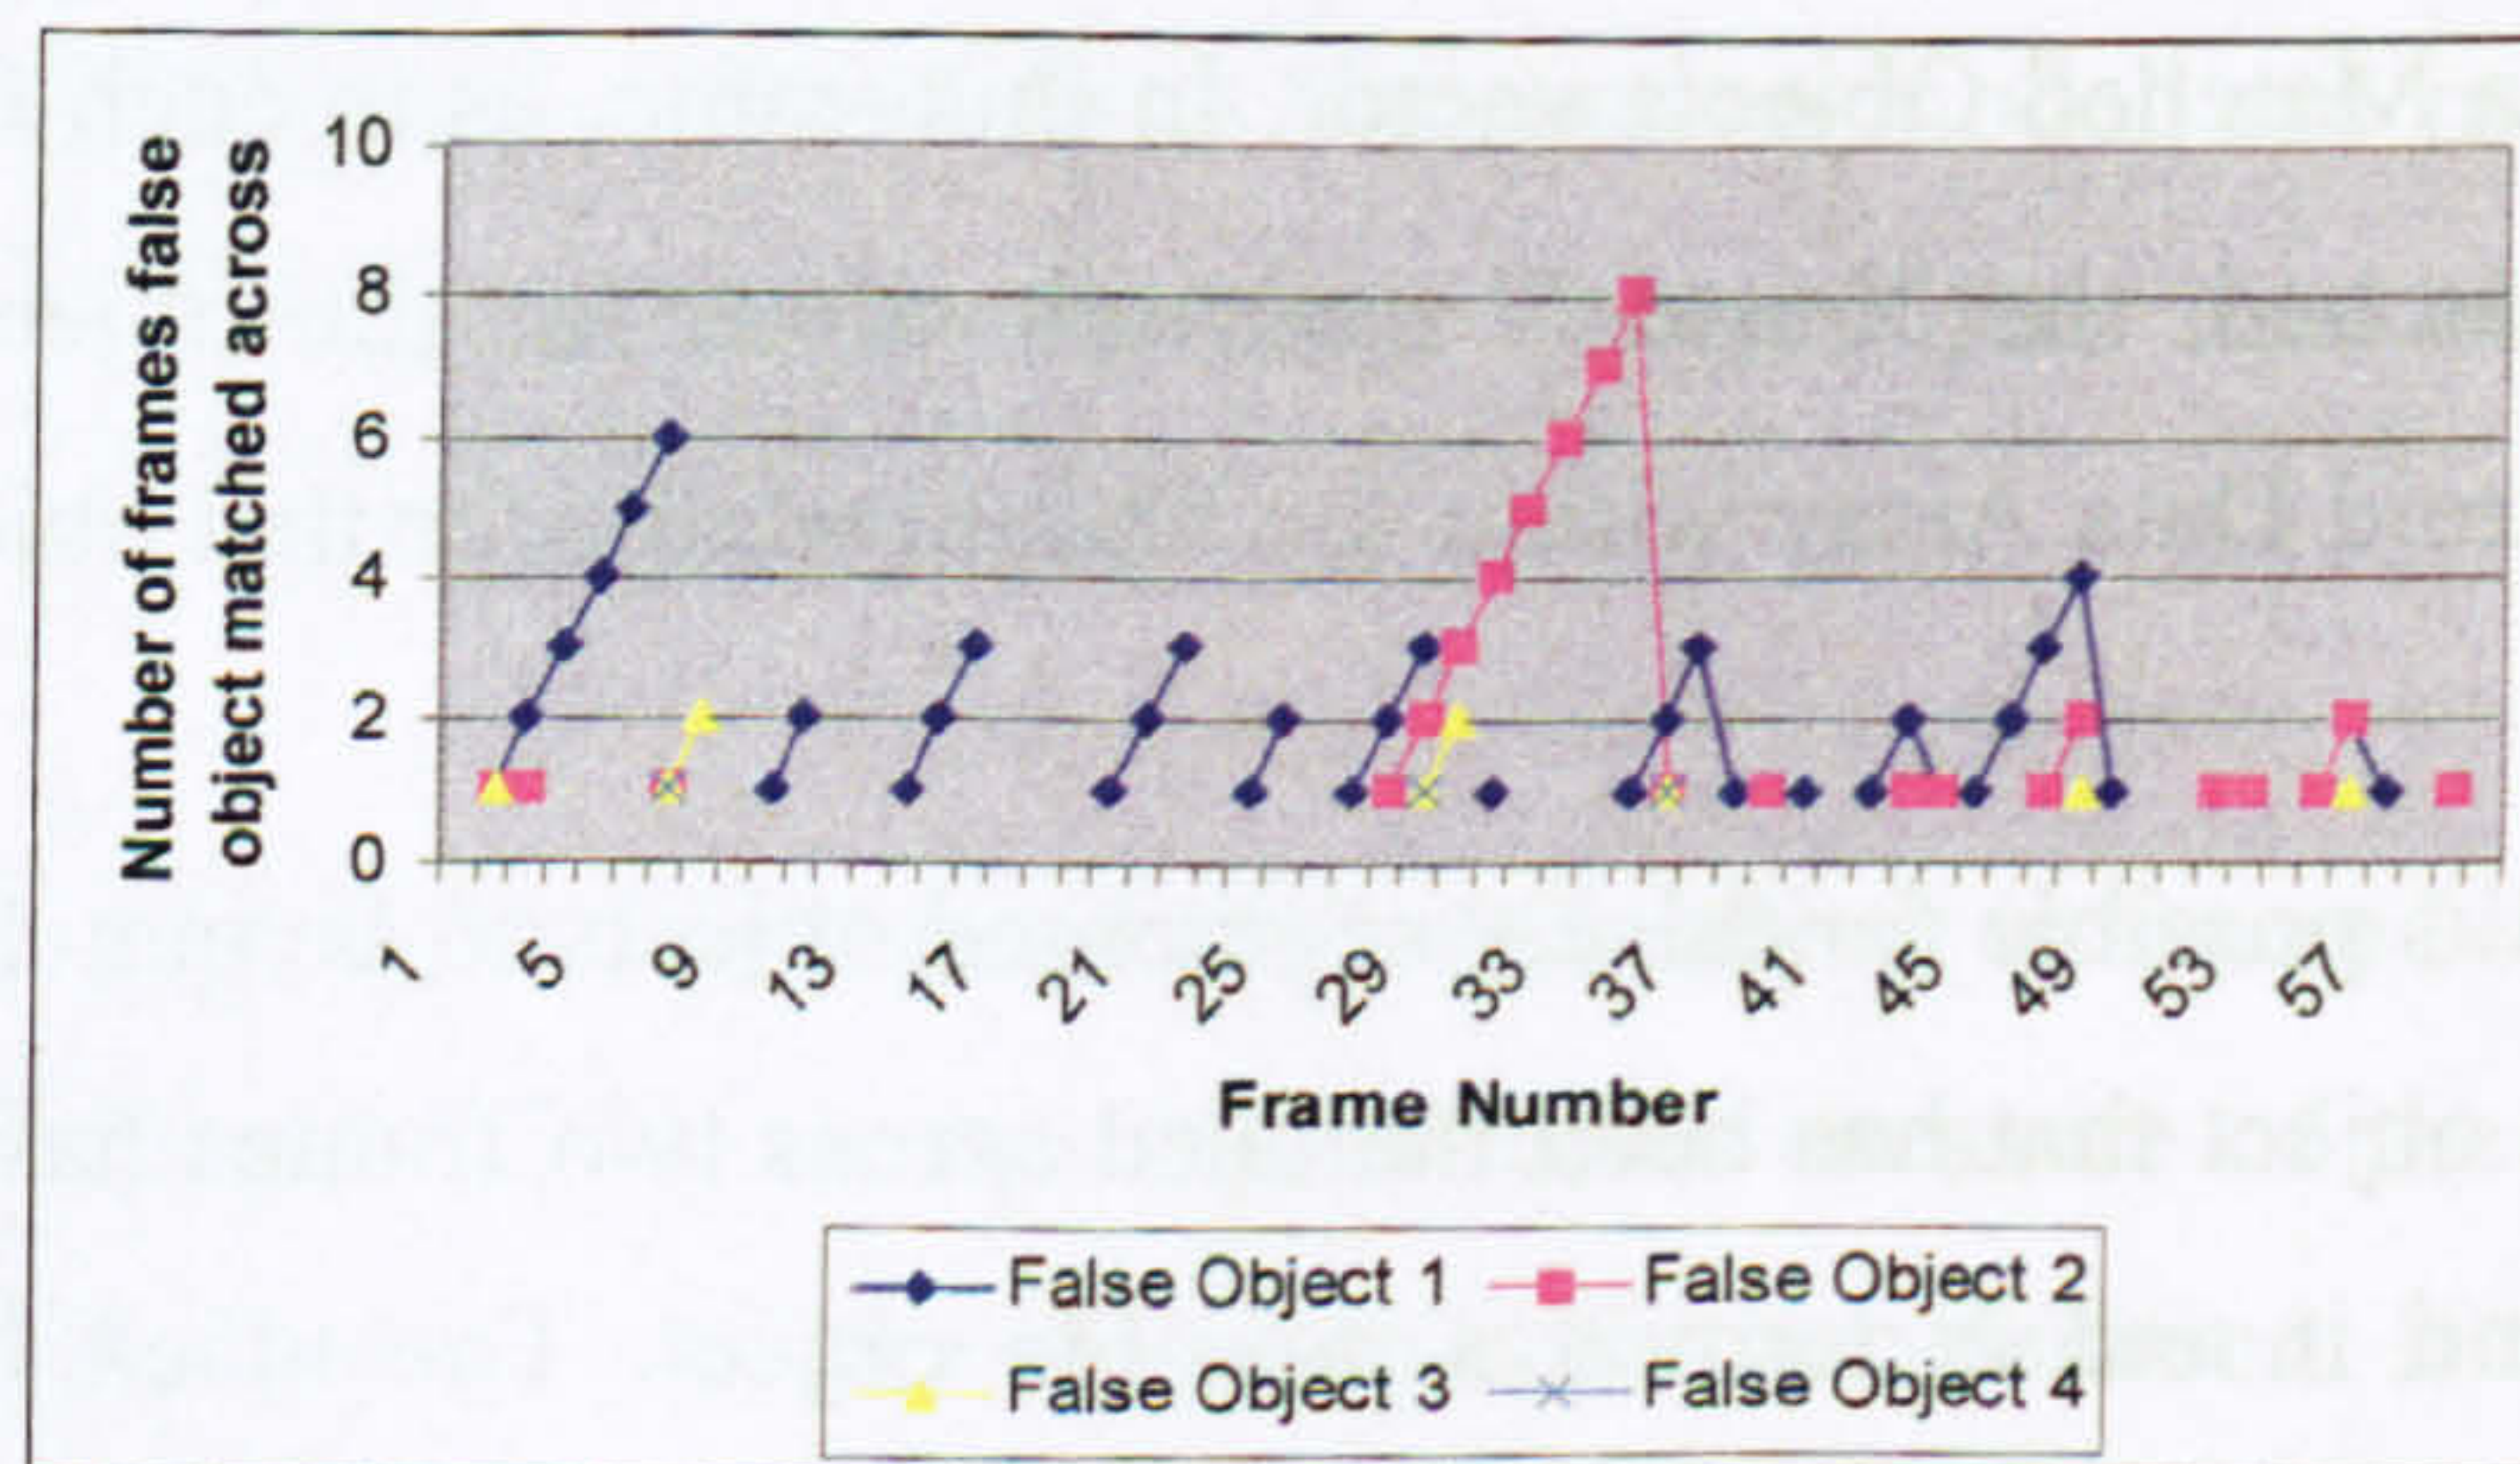 Number of frames false
object matched across
10
8
6
4
2
0
1 5 9 13 17 21 25 29 33 37 41 45 49 53 57
Frame Number
False Object 1 False Object 2
False Object 3 False Object 4